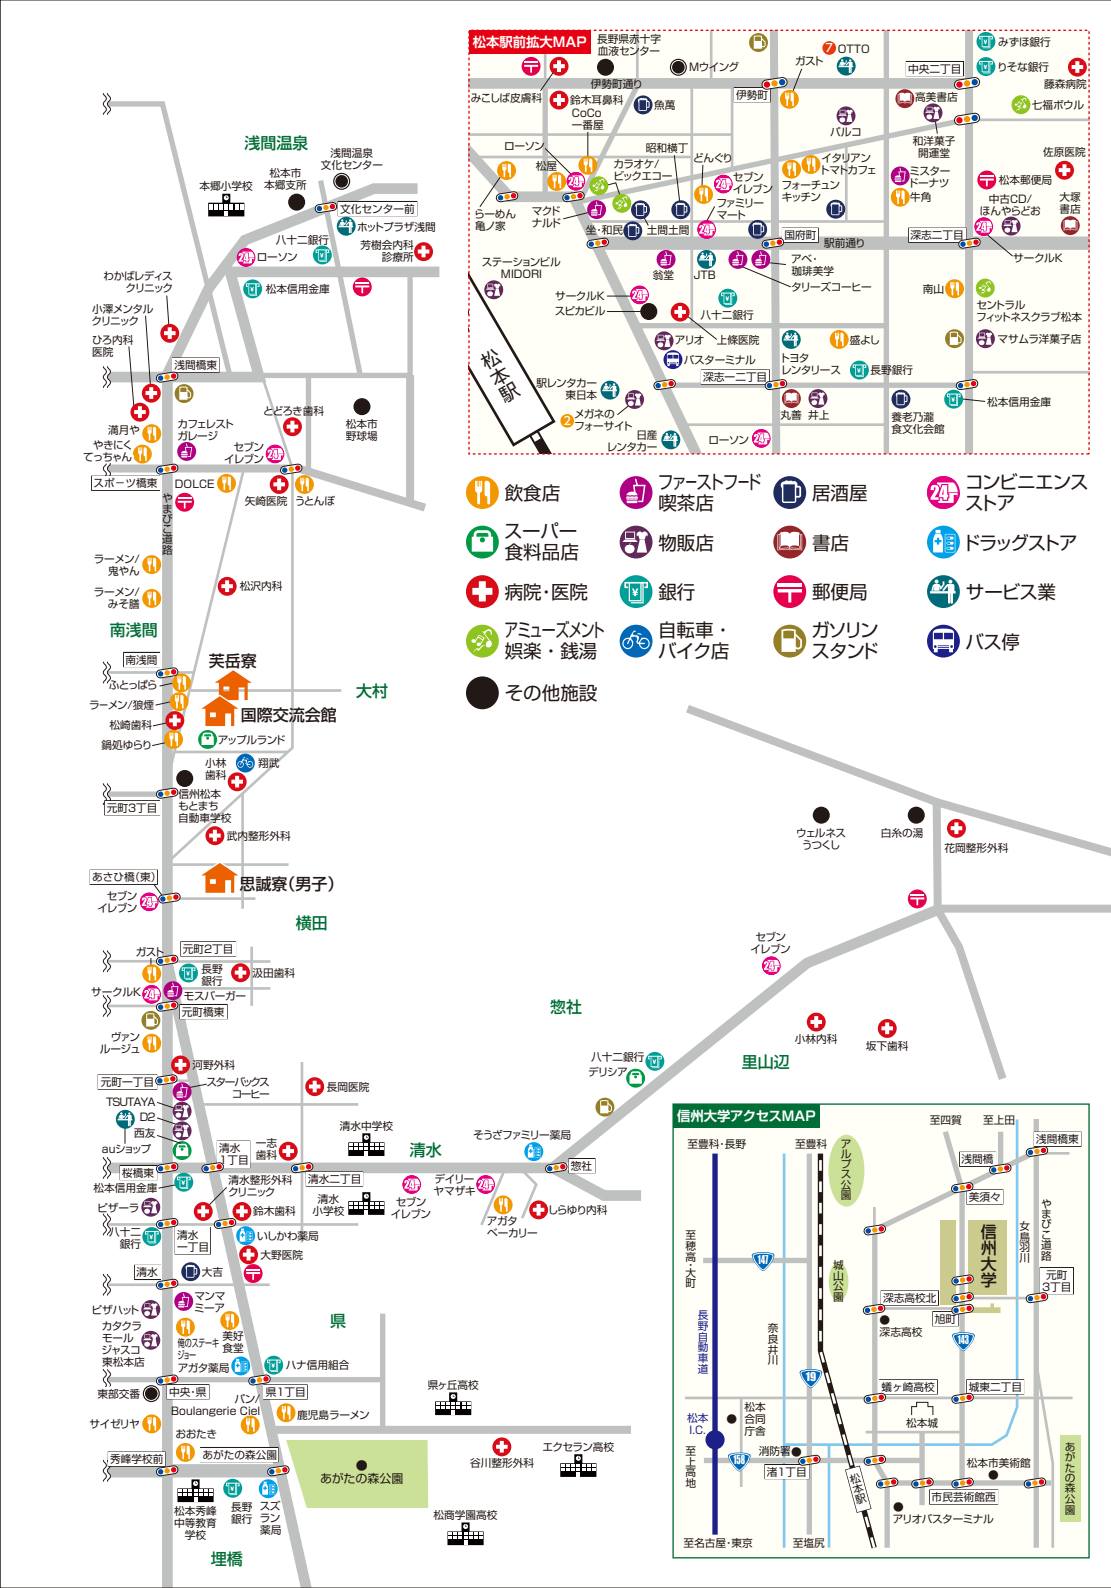 松本駅前拡大MAP
長野県赤十字
血液センター
みこしば皮膚科
伊勢町通り
Mウイング
7 OTTO
ガスト
中央二丁目
みずほ銀行
りそな銀行
藤森病院
鈴木耳鼻科
CoCo
一番屋
魚萬
伊勢町
パルコ
高美書店
和洋菓子
開運堂
七福ボウル
ローソン
松屋
カラオケ/
ビックエコー
昭和横丁
どんぐり
セブン
イレブン
ファミリー
マート
イタリアン
トマトカフェ
フォーチュン
キッチン
ミスター
ドーナツ
牛角
佐原医院
松本郵便局
中古CD/
ほんやらどお
大塚
書店
らーめん
亀ノ家
マクド
ナルド
坐・和民
土間土間
国府町
駅前通り
深志二丁目
サークルK
ステーションビル
MIDORI
翁堂
JTB
アベ・
珈琲美学
タリーズコーヒー
サークルK
スピカビル
八十二銀行
南山
セントラル
フィットネスクラブ松本
アリオ
上條医院
バスターミナル
トヨタ
レンタリース
盛よし
長野銀行
マサムラ洋菓子店
松本駅
駅レンタカー
東日本
深志一二丁目
2 メガネの
フォーサイト
日産
レンタカー
ローソン
丸善
井上
養老乃瀧
食文化会館
松本信用金庫
飲食店
ファーストフード
喫茶店
居酒屋
コンビニエンス
ストア
スーパー
食料品店
物販店
書店
ドラッグストア
病院・医院
銀行
郵便局
サービス業
アミューズメント
娯楽・銭湯
自転車・
バイク店
ガソリン
スタンド
バス停
その他施設
浅間温泉
浅間温泉
文化センター
松本市
本郷支所
本郷小学校
文化センター前
ホットプラザ浅間
八十二銀行
ローソン
芳樹会内科
診療所
松本信用金庫
わかばレディス
クリニック
小澤メンタル
クリニック
ひろ内科
医院
浅間橋東
満月や
やきにく
てっちゃん
カフェレスト
ガレージ
とどろき歯科
セブン
イレブン
松本市
野球場
スポーツ橋東
DOLCE
矢崎医院
うとんぼ
やまびこ道路
ラーメン/
鬼やん
ラーメン/
みそ膳
松沢内科
南浅間
南浅間
芙岳寮
大村
ふとっぱら
ラーメン/狼煙
国際交流会館
松崎歯科
鍋処ゆらり
アップルランド
小林
歯科
翔武
元町3丁目
信州松本
もとまち
自動車学校
武内整形外科
思誠寮(男子)
あさひ橋(東)
セブン
イレブン
横田
ガスト
元町2丁目
長野
銀行
汲田歯科
サークルK
モスバーガー
元町橋東
ヴァン
ルージュ
河野外科
元町一丁目
スターバックス
コーヒー
長岡医院
TSUTAYA
D2
西友
auショップ
清水
1丁目
一志
歯科
清水中学校
桜橋東
清水二丁目
清水
松本信用金庫
清水整形外科
クリニック
清水
小学校
ピザーラ
鈴木歯科
八十二
銀行
清水
一丁目
いしかわ薬局
大野医院
清水
大吉
マンマ
ミーア
ピザハット
カタクラ
モール
ジャスコ
東松本店
俺のステーキ
ジョー
美好
食堂
アガタ薬局
ハナ信用組合
県
東部交番
中央・県
県1丁目
パン/
Boulangerie Ciel
鹿児島ラーメン
サイゼリヤ
おおたき
秀峰学校前
あがたの森公園
あがたの森公園
松本秀峰
中等教育
学校
長野
銀行
スズ
ラン
薬局
埋橋
県ヶ丘高校
谷川整形外科
エクセラン高校
松商学園高校
ウェルネス
うつくし
白糸の湯
花岡整形外科
セブン
イレブン
惣社
小林内科
坂下歯科
里山辺
八十二銀行
デリシア
そうざファミリー薬局
惣社
セブン
イレブン
デイリー
ヤマザキ
アガタ
ベーカリー
しらゆり内科
信州大学アクセスMAP
至豊科・長野
至豊科
アルプス公園
至四賀
至上田
浅間橋東
浅間橋
美須々
至穂高・大町
147
城山公園
信州大学
女鳥羽川
やまびこ道路
元町
3丁目
深志高校北
旭町
深志高校
143
長野自動車道
奈良井川
19
蟻ヶ崎高校
城東二丁目
松本城
松本
I.C.
松本
合同
庁舎
至上高地
158
消防署
渚1丁目
松本駅
松本市美術館
市民芸術館西
アリオバスターミナル
あがたの森公園
至名古屋・東京
至塩尻